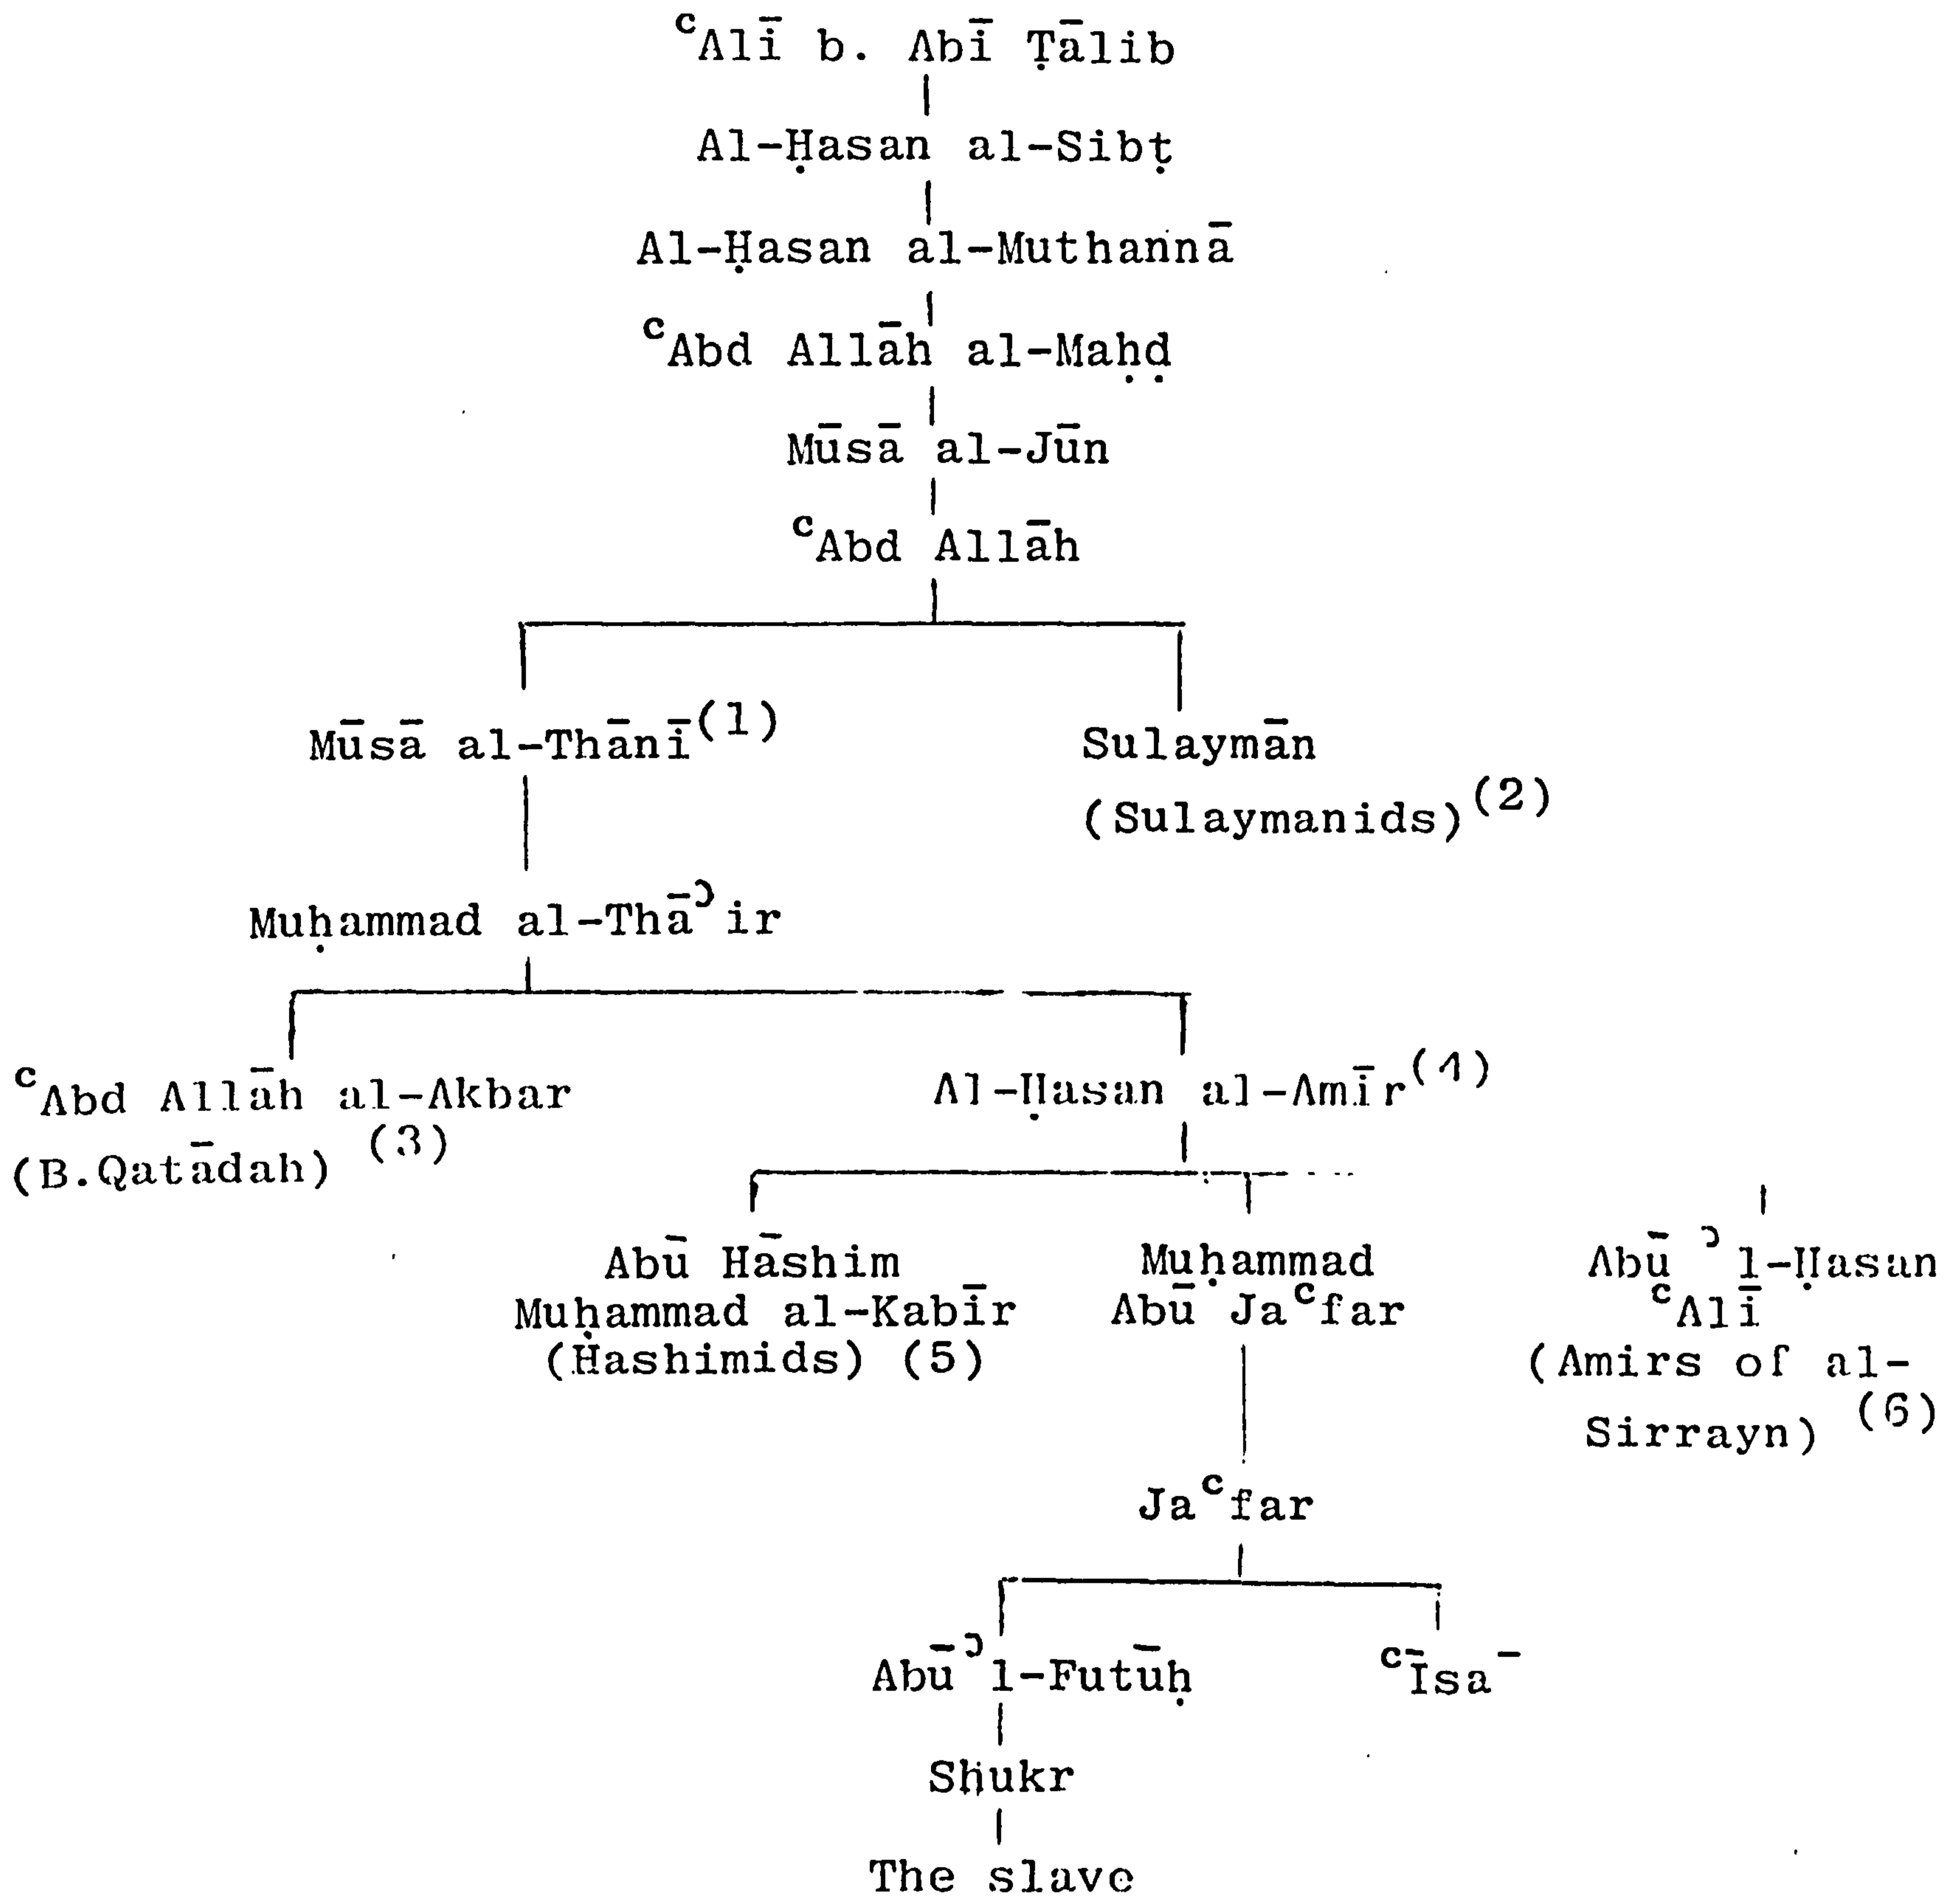 ᶜAlī b. Abī Ṭālib
Al-Ḥasan al-Sibṭ
Al-Ḥasan al-Muthannā
ᶜAbd Allāh al-Maḥḍ
Mūsā al-Jūn
ᶜAbd Allāh
Mūsā al-Thānī(1)
Sulaymān
(Sulaymanids)(2)
Muḥammad al-Thāʾir
ᶜAbd Allāh al-Akbar
(B.Qatādah) (3)
Al-Ḥasan al-Amīr(4)
Abū Hāshim
Muḥammad al-Kabīr
(Hashimids) (5)
Muḥammad
Abū Jaᶜfar
Abū ʾl-Ḥasan
ᶜAlī
(Amirs of al-
Sirrayn) (6)
Jaᶜfar
Abūʾl-Futūḥ
ᶜĪsā
Shukr
The slave